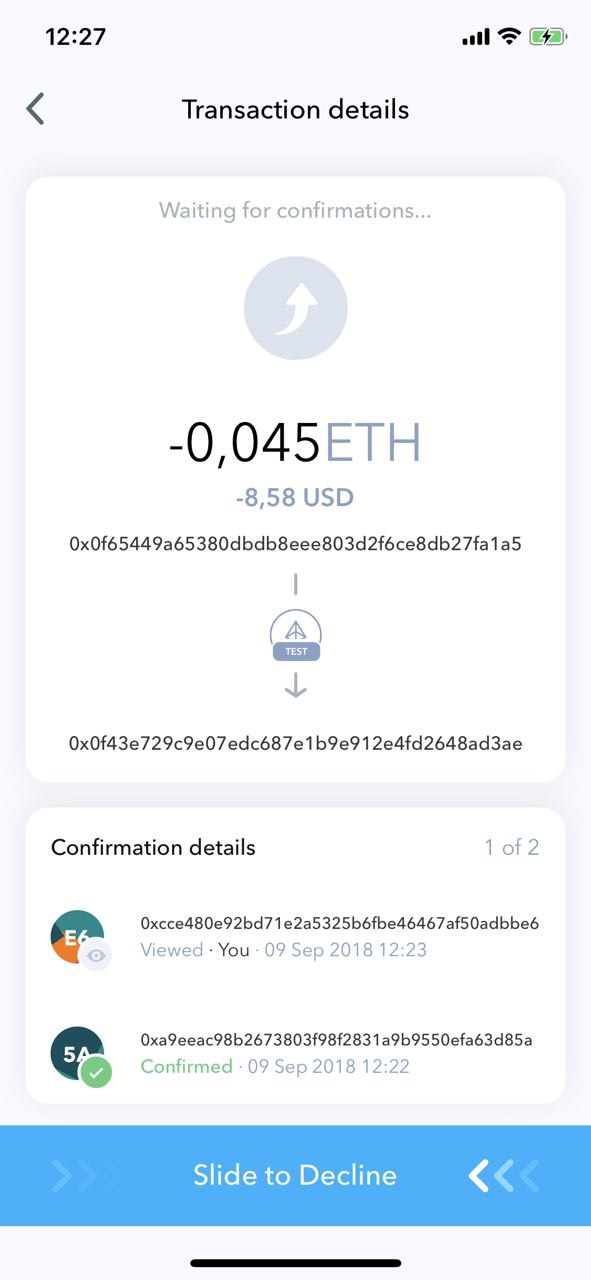 12:27
Transaction details
Waiting for confirmations...
-0,045ETH
-8,58 USD
0x0f65449a65380dbdb8eee803d2f6ce8db27fa1a5
TEST
0x0f43e729c9e07edc687e1b9e912e4fd2648ad3ae
Confirmation details 1 of 2
E6
0xcce480e92bd71e2a5325b6fbe46467af50adbbe6
Viewed · You · 09 Sep 2018 12:23
5A
0xa9eeac98b2673803f98f2831a9b9550efa63d85a
Confirmed · 09 Sep 2018 12:22
Slide to Decline